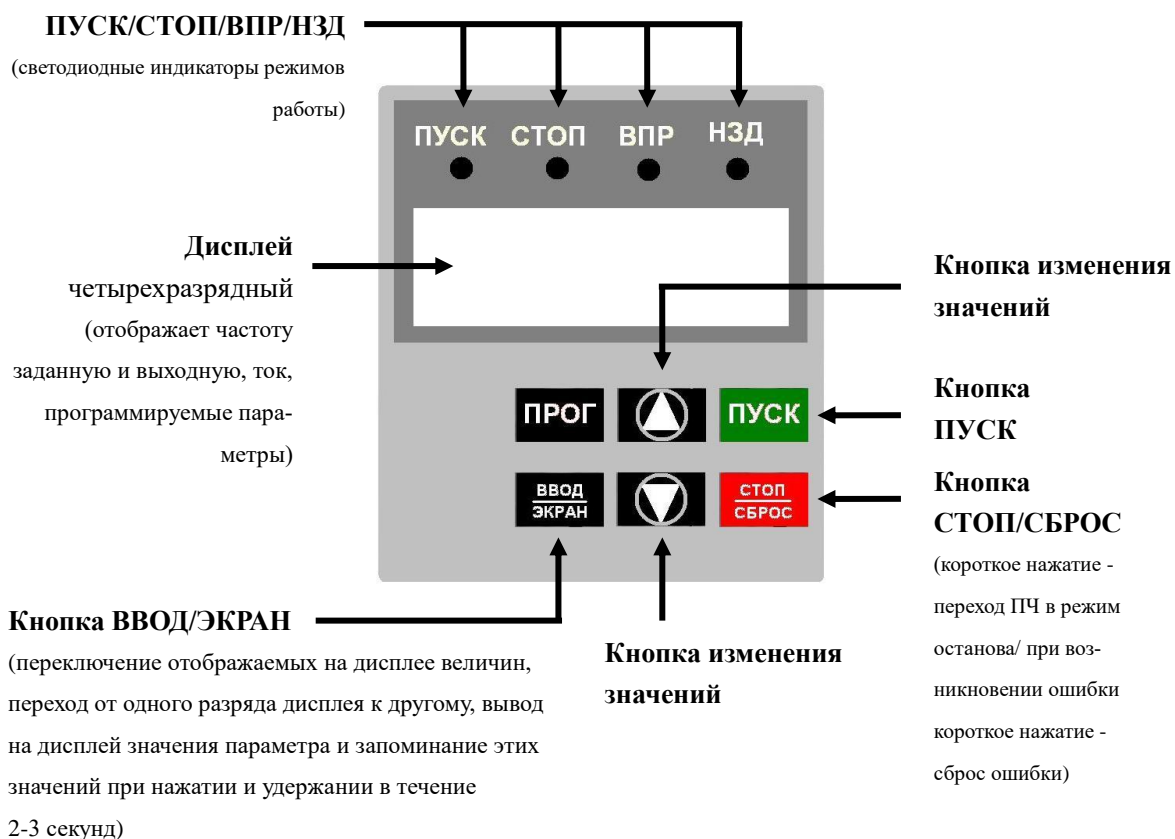 ПУСК/СТОП/ВПР/НЗД
(светодиодные индикаторы режимов
работы)
ПУСК СТОП ВПР НЗД
Дисплей
четырехразрядный
(отображает частоту
заданную и выходную, ток,
программируемые пара-
метры)
Кнопка изменения
значений
ПРОГ ПУСК
Кнопка
ПУСК
ВВОД
ЭКРАН
СТОП
СБРОС
Кнопка
СТОП/СБРОС
(короткое нажатие -
переход ПЧ в режим
останова/ при воз-
никновении ошибки
короткое нажатие -
сброс ошибки)
Кнопка ВВОД/ЭКРАН
(переключение отображаемых на дисплее величин,
переход от одного разряда дисплея к другому, вывод
на дисплей значения параметра и запоминание этих
значений при нажатии и удержании в течение
2-3 секунд)
Кнопка изменения
значений